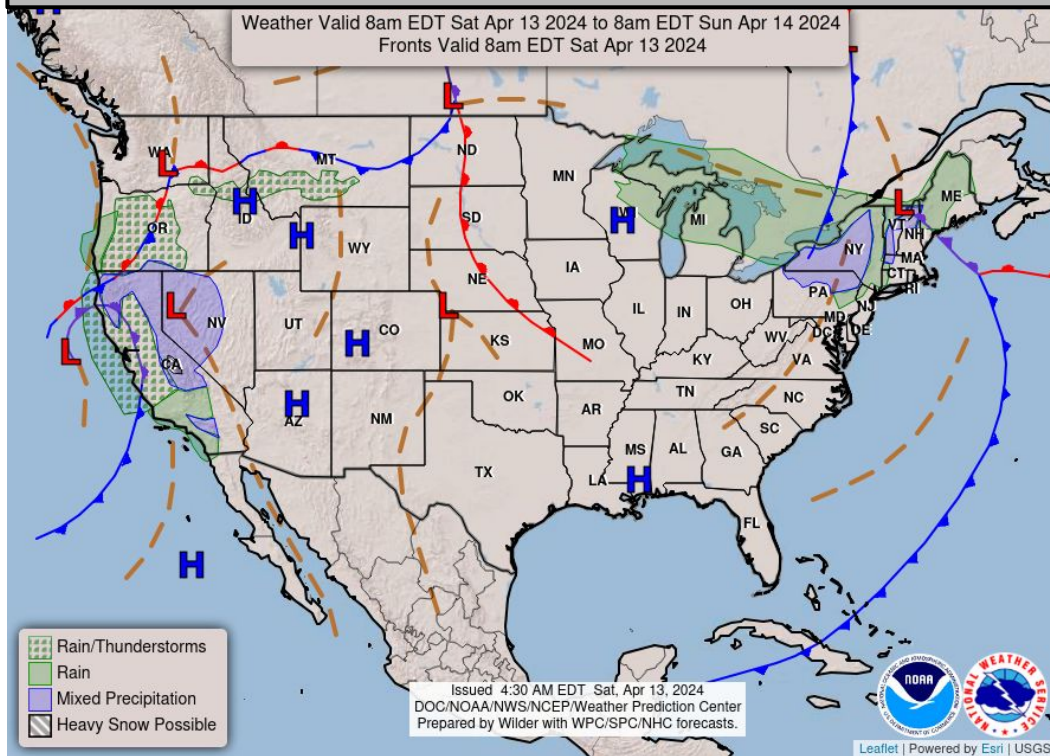 Weather Valid 8am EDT Sat Apr 13 2024 to 8am EDT Sun Apr 14 2024
Fronts Valid 8am EDT Sat Apr 13 2024
H
L
L
WA
MT
ND
MN
ME
L
L
H
ID
OR
H
SD
WY
H
WI
MI
VT
NH
NY
MA
CT
RI
PA
NJ
L
NV
UT
H
CO
L
NE
IA
IL
IN
OH
MD
DE
DC
WV
VA
L
CA
KS
MO
KY
H
AZ
NM
OK
AR
TN
NC
SC
TX
LA
MS
H
AL
GA
FL
H
Rain/Thunderstorms
Rain
Mixed Precipitation
Heavy Snow Possible
Issued 4:30 AM EDT Sat, Apr 13, 2024
DOC/NOAA/NWS/NCEP/Weather Prediction Center
Prepared by Wilder with WPC/SPC/NHC forecasts.
NOAA
NATIONAL WEATHER SERVICE
Leaflet | Powered by Esri | USGS